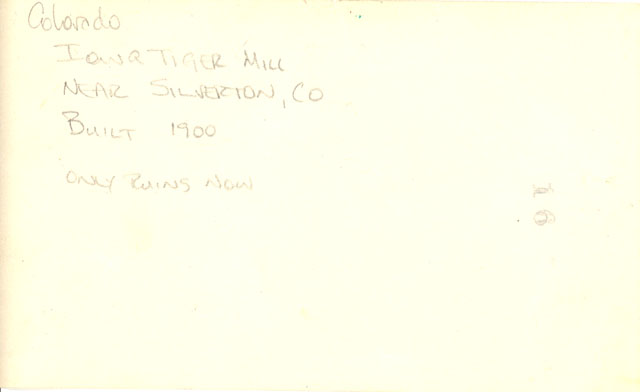 Colorado
Iowa Tiger Mill
Near Silverton, CO
Built 1900
Only Ruins Now